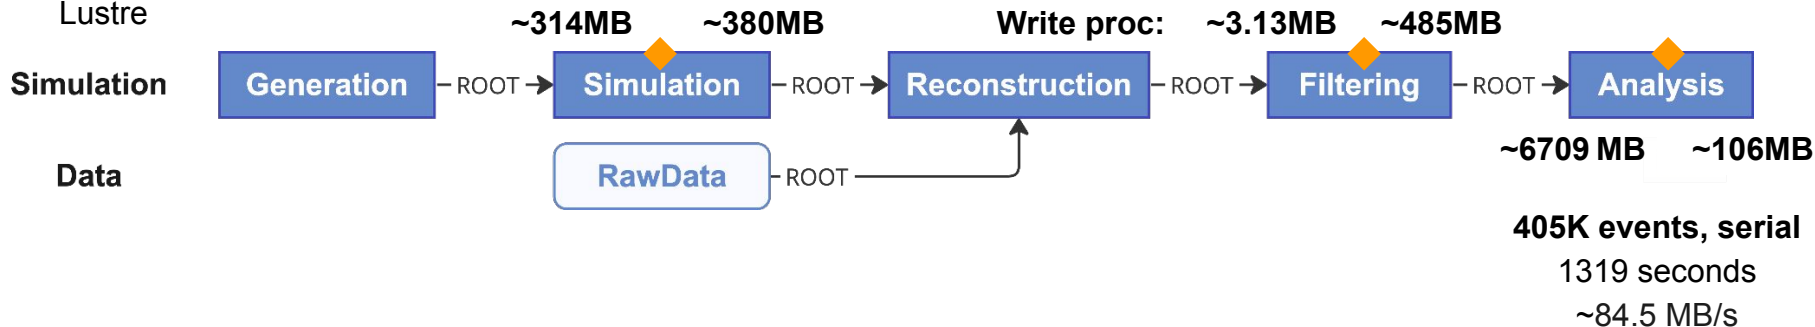 Lustre
~314MB ~380MB Write proc: ~3.13MB ~485MB
Simulation Generation ROOT Simulation ROOT Reconstruction ROOT Filtering ROOT Analysis
~6709 MB ~106MB
Data RawData ROOT
405K events, serial
1319 seconds
~84.5 MB/s